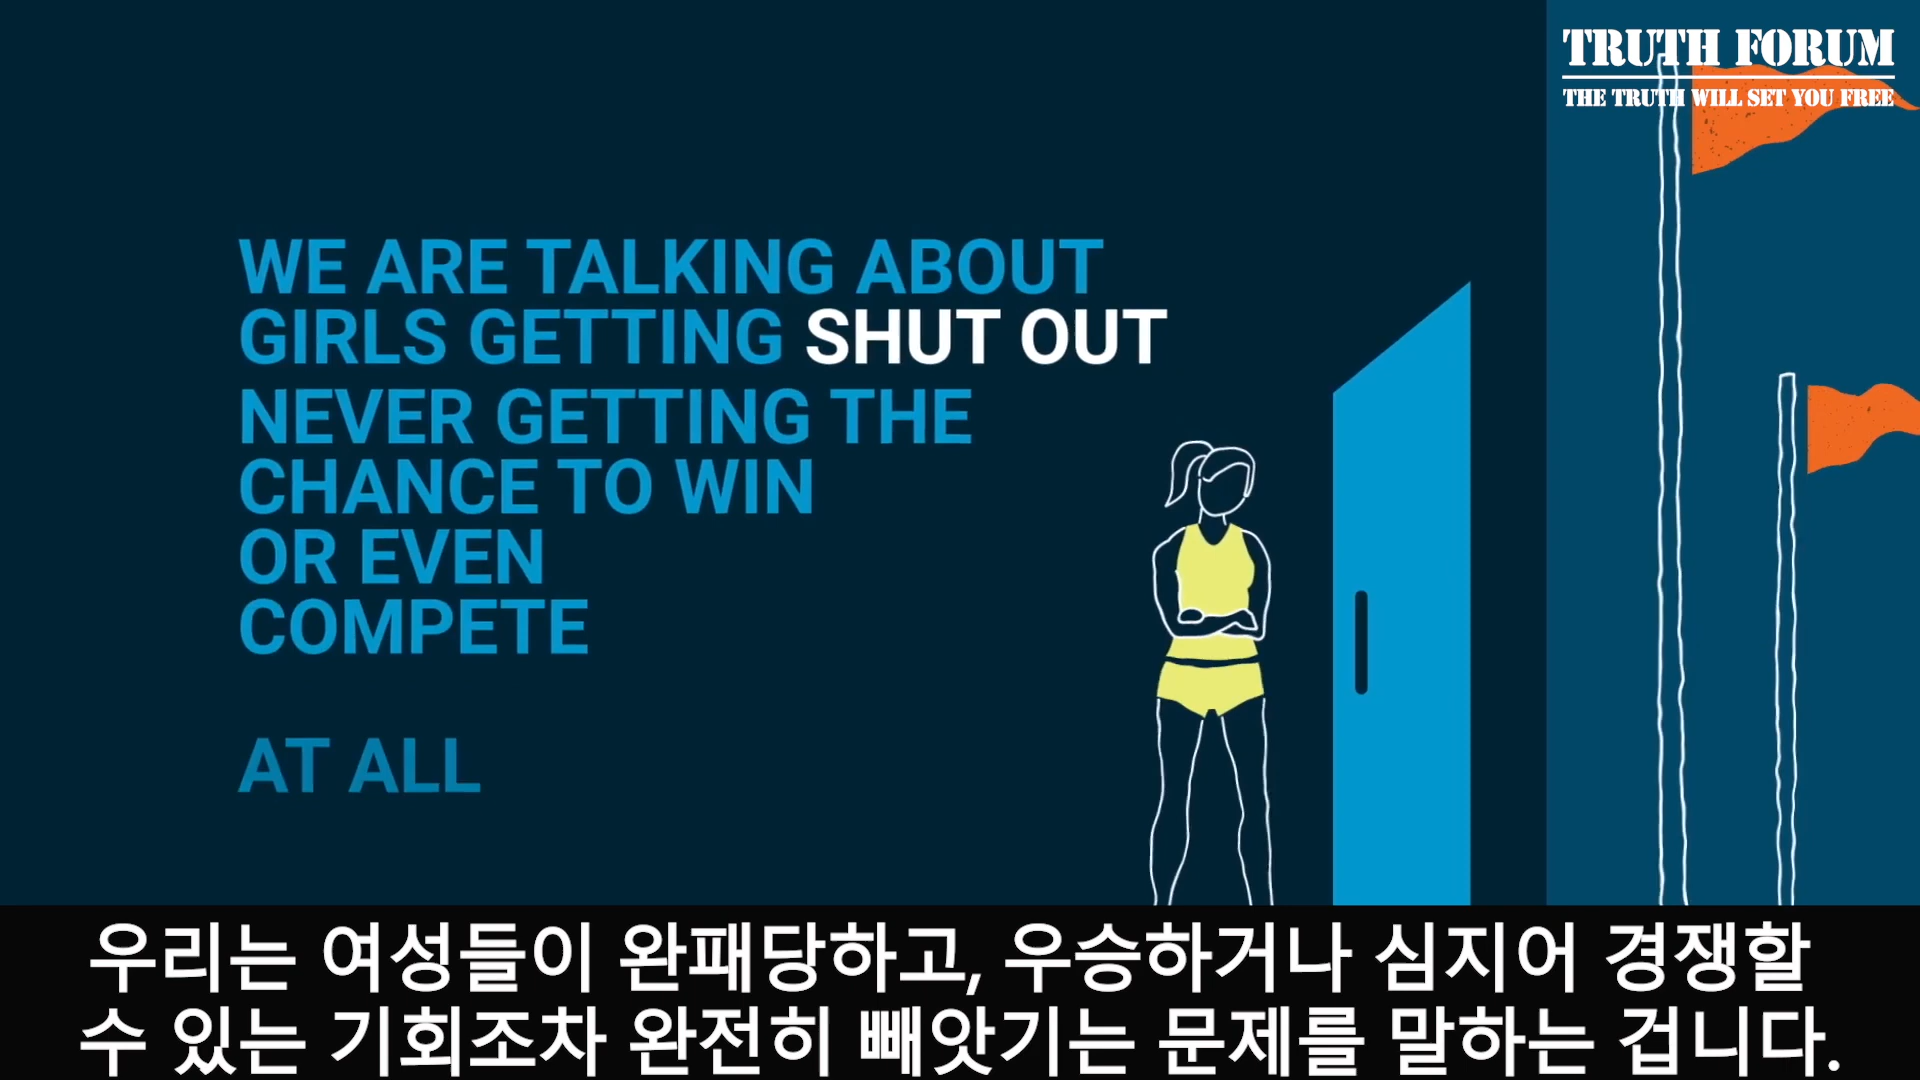 TRUTH FORUM
THE TRUTH WILL SET YOU FREE
WE ARE TALKING ABOUT
GIRLS GETTING SHUT OUT
NEVER GETTING THE
CHANCE TO WIN
OR EVEN
COMPETE
AT ALL
우리는 여성들이 완패당하고, 우승하거나 심지어 경쟁할
수 있는 기회조차 완전히 빼앗기는 문제를 말하는 겁니다.